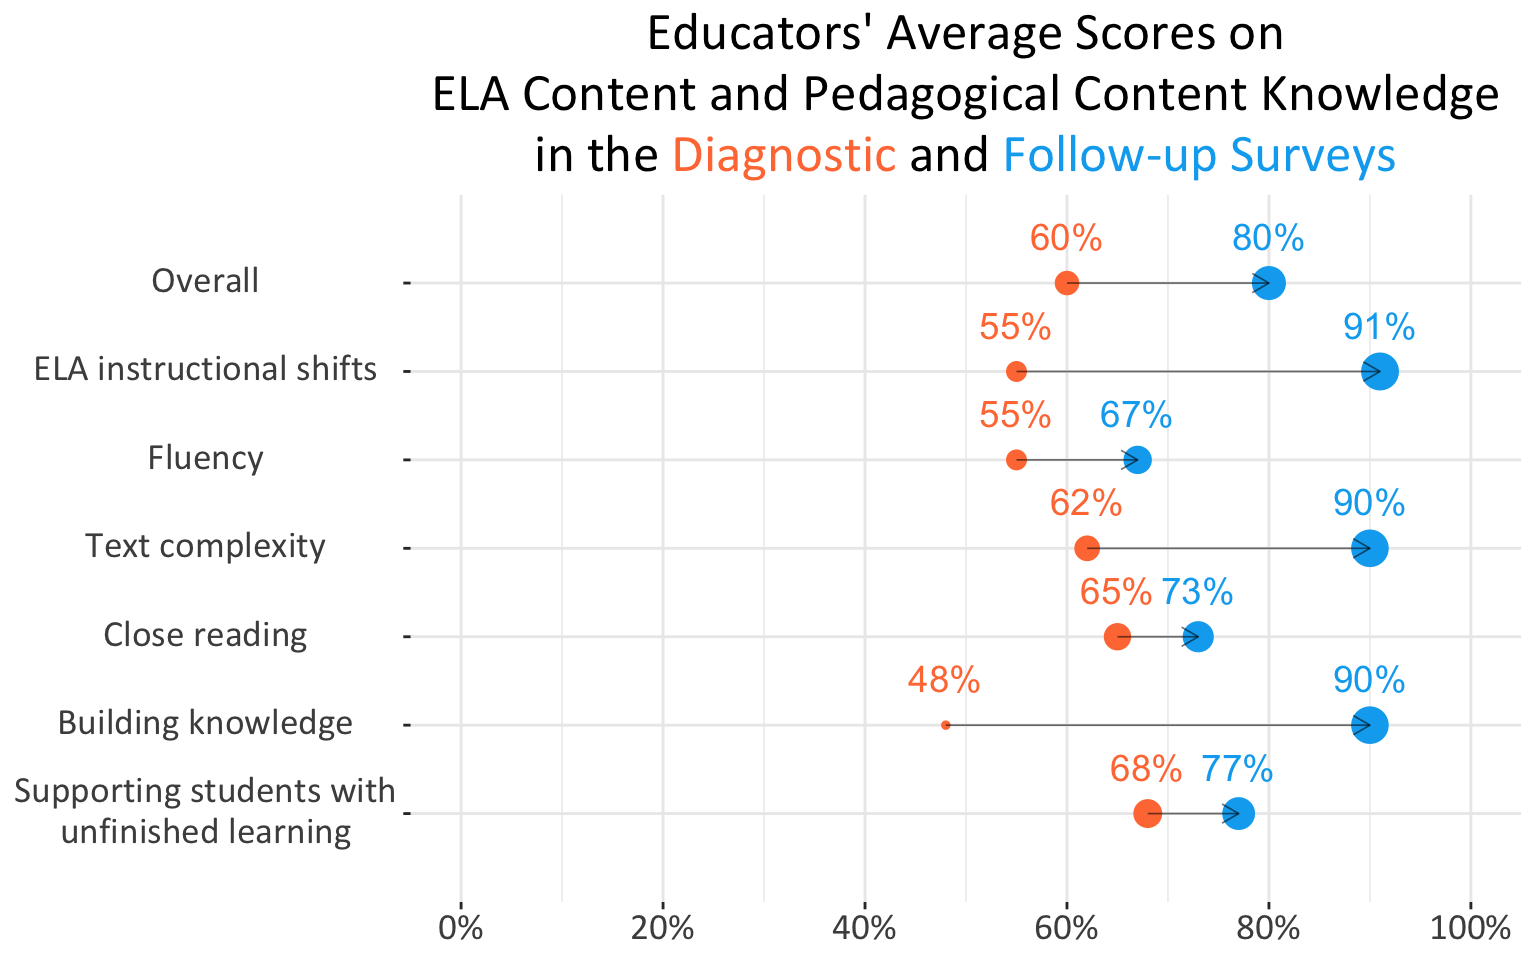 Educators' Average Scores on
ELA Content and Pedagogical Content Knowledge
in the Diagnostic and Follow-up Surveys
60% 80%
Overall
55% 91%
ELA instructional shifts
55% 67%
Fluency
62% 90%
Text complexity
65% 73%
Close reading
48% 90%
Building knowledge
68% 77%
Supporting students with
unfinished learning
0% 20% 40% 60% 80% 100%